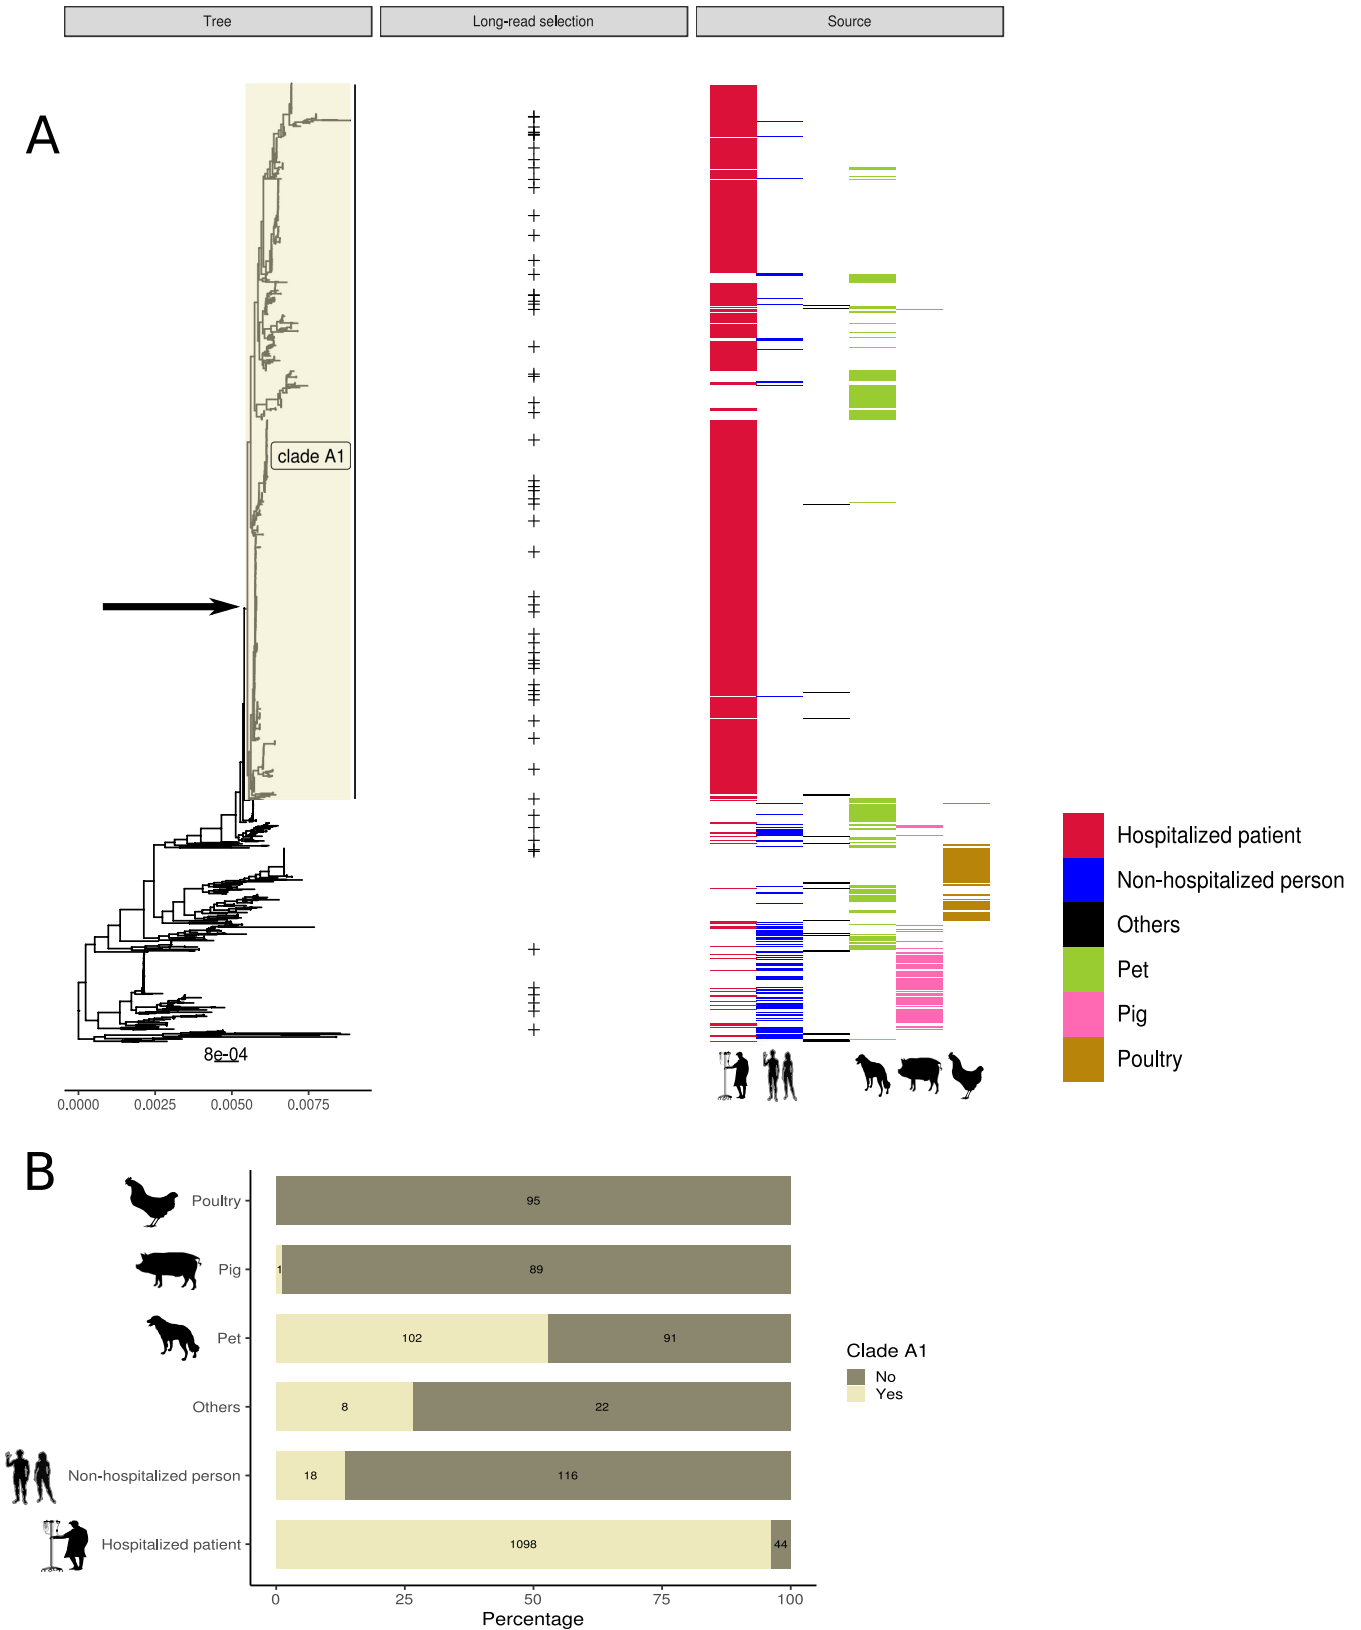 Tree Long-read selection Source
A
clade A1
8e-04
0.0000 0.0025 0.0050 0.0075
Hospitalized patient
Non-hospitalized person
Others
Pet
Pig
Poultry
B
Poultry 95
Pig 1 89
Pet 102 91
Others 8 22
Non-hospitalized person 18 116
Hospitalized patient 1098 44
0 25 50 75 100
Percentage
Clade A1
No
Yes